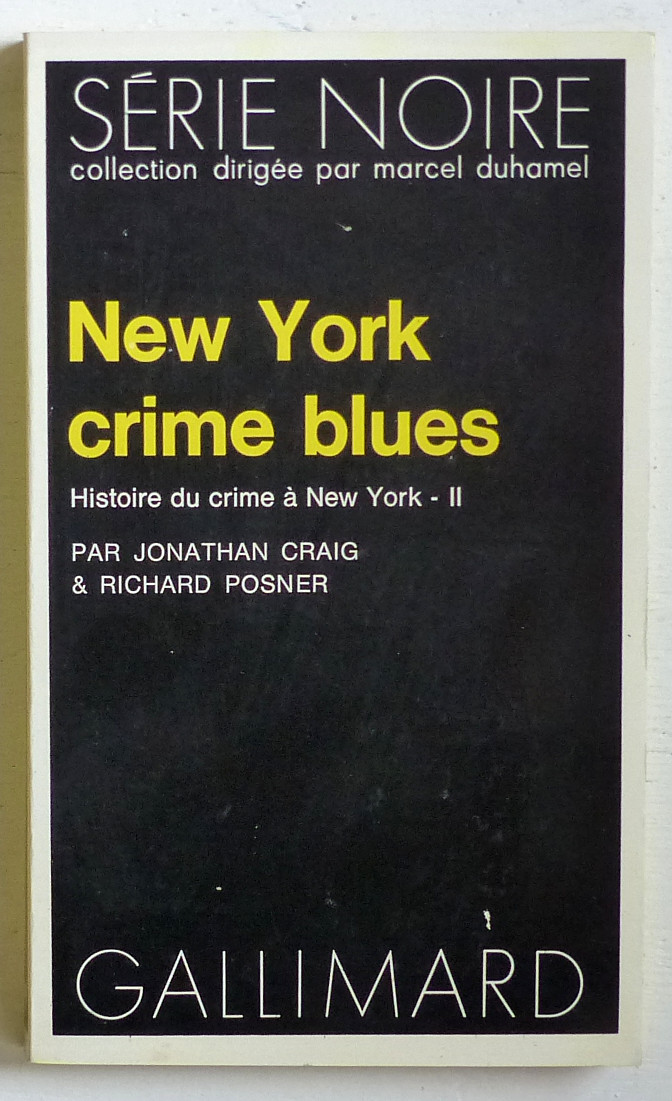 SÉRIE NOIRE
collection dirigée par marcel duhamel
New York
crime blues
Histoire du crime à New York - II
PAR JONATHAN CRAIG
& RICHARD POSNER
GALLIMARD